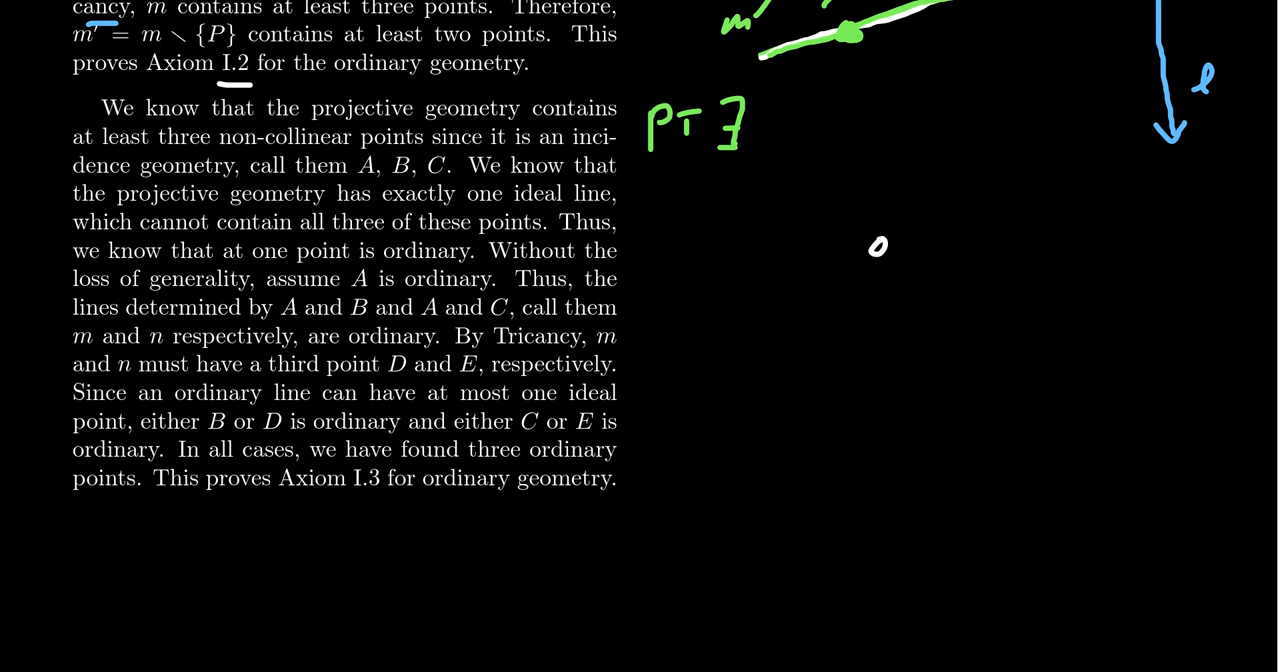 cancy, m contains at least three points. Therefore,
m′ = m ∖ {P} contains at least two points. This
proves Axiom I.2 for the ordinary geometry.
We know that the projective geometry contains
at least three non-collinear points since it is an inci-
dence geometry, call them A, B, C. We know that
the projective geometry has exactly one ideal line,
which cannot contain all three of these points. Thus,
we know that at one point is ordinary. Without the
loss of generality, assume A is ordinary. Thus, the
lines determined by A and B and A and C, call them
m and n respectively, are ordinary. By Tricancy, m
and n must have a third point D and E, respectively.
Since an ordinary line can have at most one ideal
point, either B or D is ordinary and either C or E is
ordinary. In all cases, we have found three ordinary
points. This proves Axiom I.3 for ordinary geometry.
m′
ℓ
PT ∃